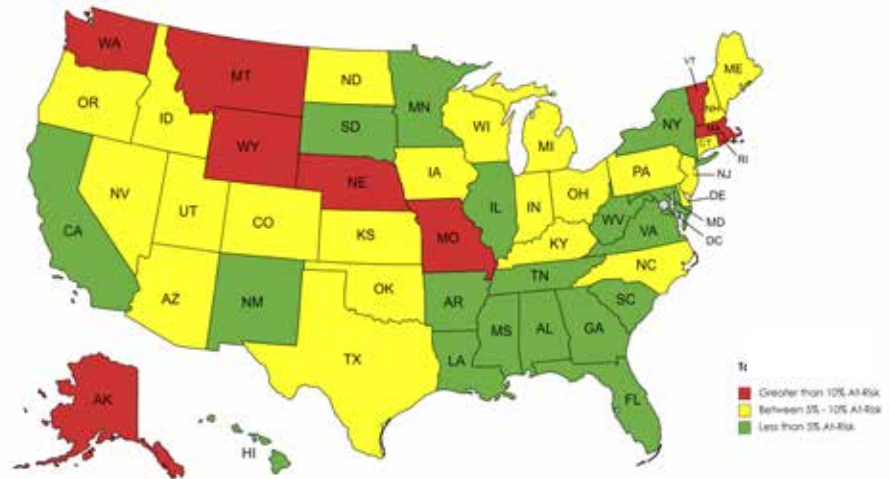 WA
MT
ND
MN
VT
ME
OR
ID
SD
WI
NY
NH
MA
WY
MI
CT
RI
IA
PA
NJ
NE
NV
UT
IL
IN
OH
DE
CO
WV
MD
CA
KS
MO
KY
VA
DC
AZ
NM
OK
AR
TN
NC
SC
MS
AL
GA
TX
LA
FL
AK
HI
Greater than 10% At-Risk
Between 5% - 10% At-Risk
Less than 5% At-Risk